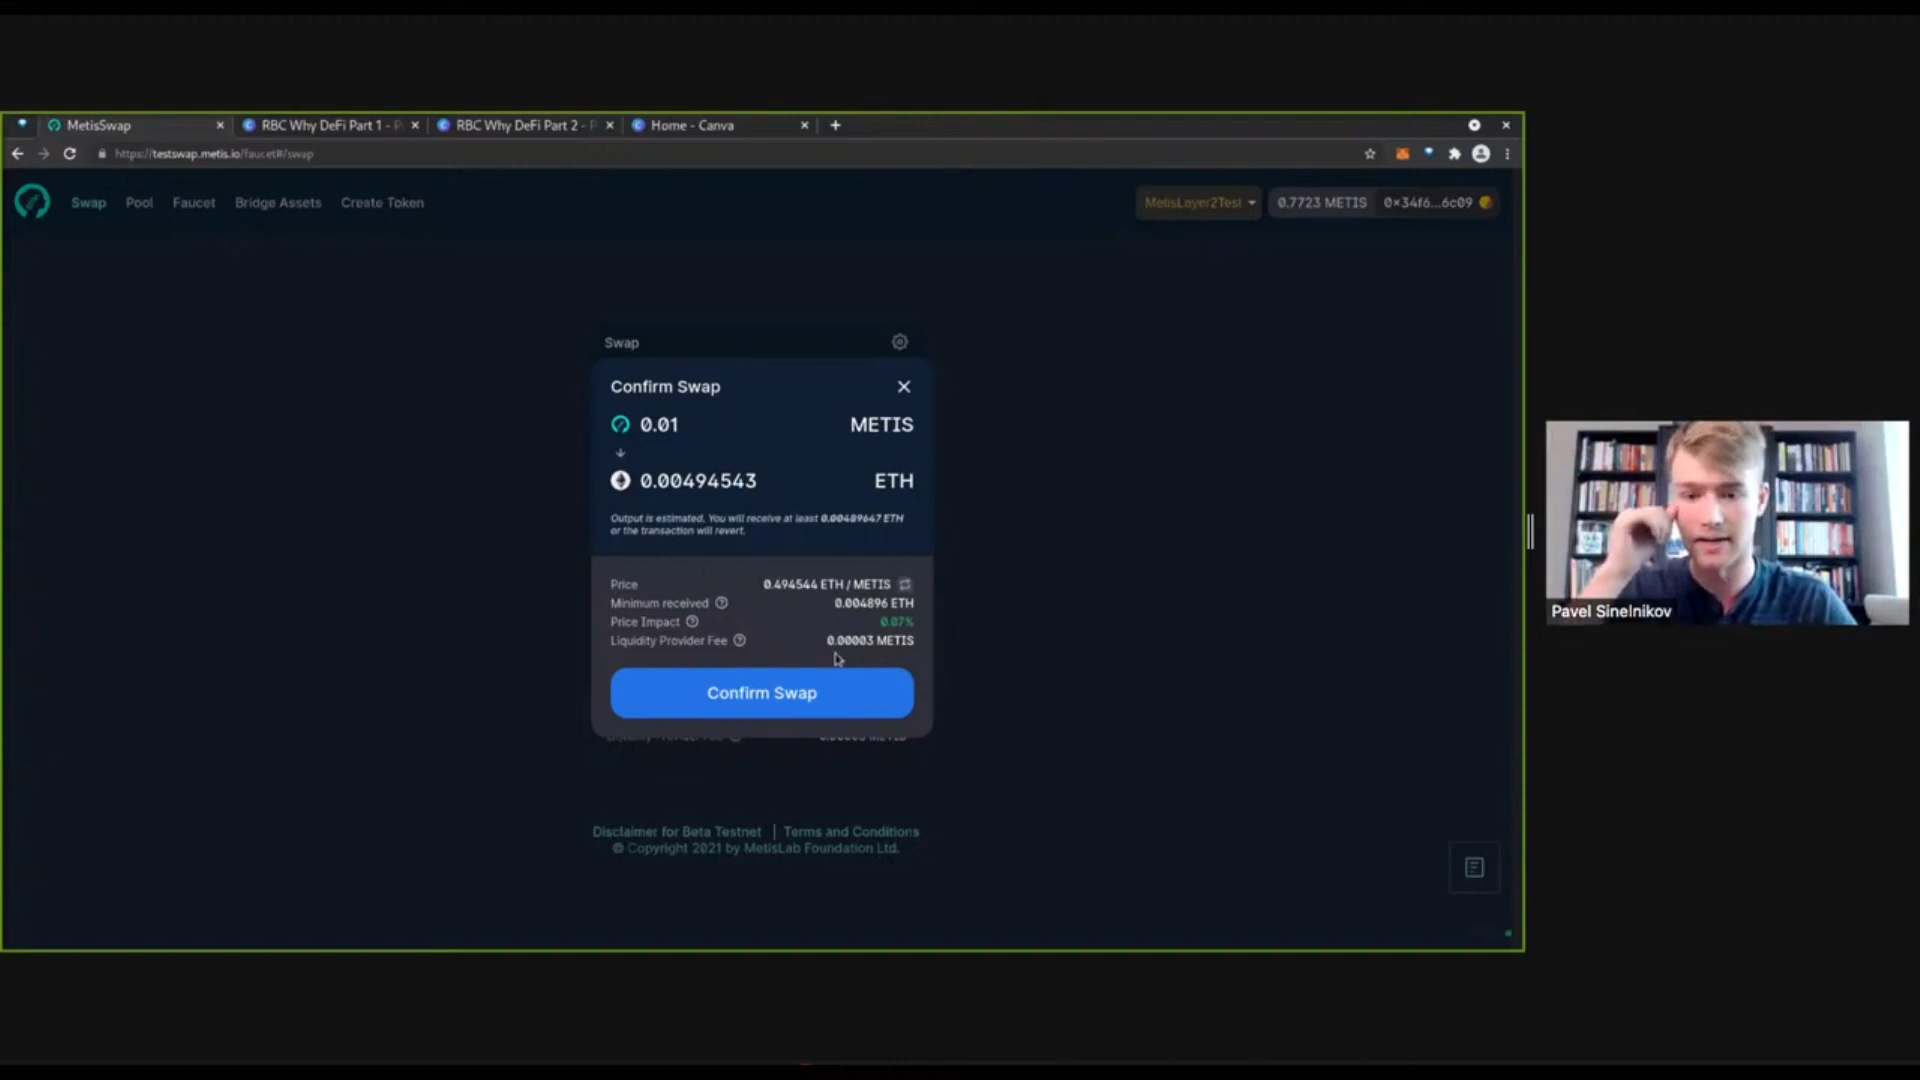 MetisSwap
RBC Why DeFi Part 1 - P
RBC Why DeFi Part 2 - P
Home - Canva
https://testswap.metis.io/faucet#/swap
Swap
Pool
Faucet
Bridge Assets
Create Token
MetisLayer2Test
0.7723 METIS
0x34f6...6c09
Swap
Confirm Swap
0.01 METIS
0.00494543 ETH
Output is estimated. You will receive at least 0.00489647 ETH
or the transaction will revert.
Price 0.494544 ETH / METIS
Minimum received 0.004896 ETH
Price Impact 0.07%
Liquidity Provider Fee 0.00003 METIS
Confirm Swap
Disclaimer for Beta Testnet | Terms and Conditions
© Copyright 2021 by MetisLab Foundation Ltd.
Pavel Sinelnikov